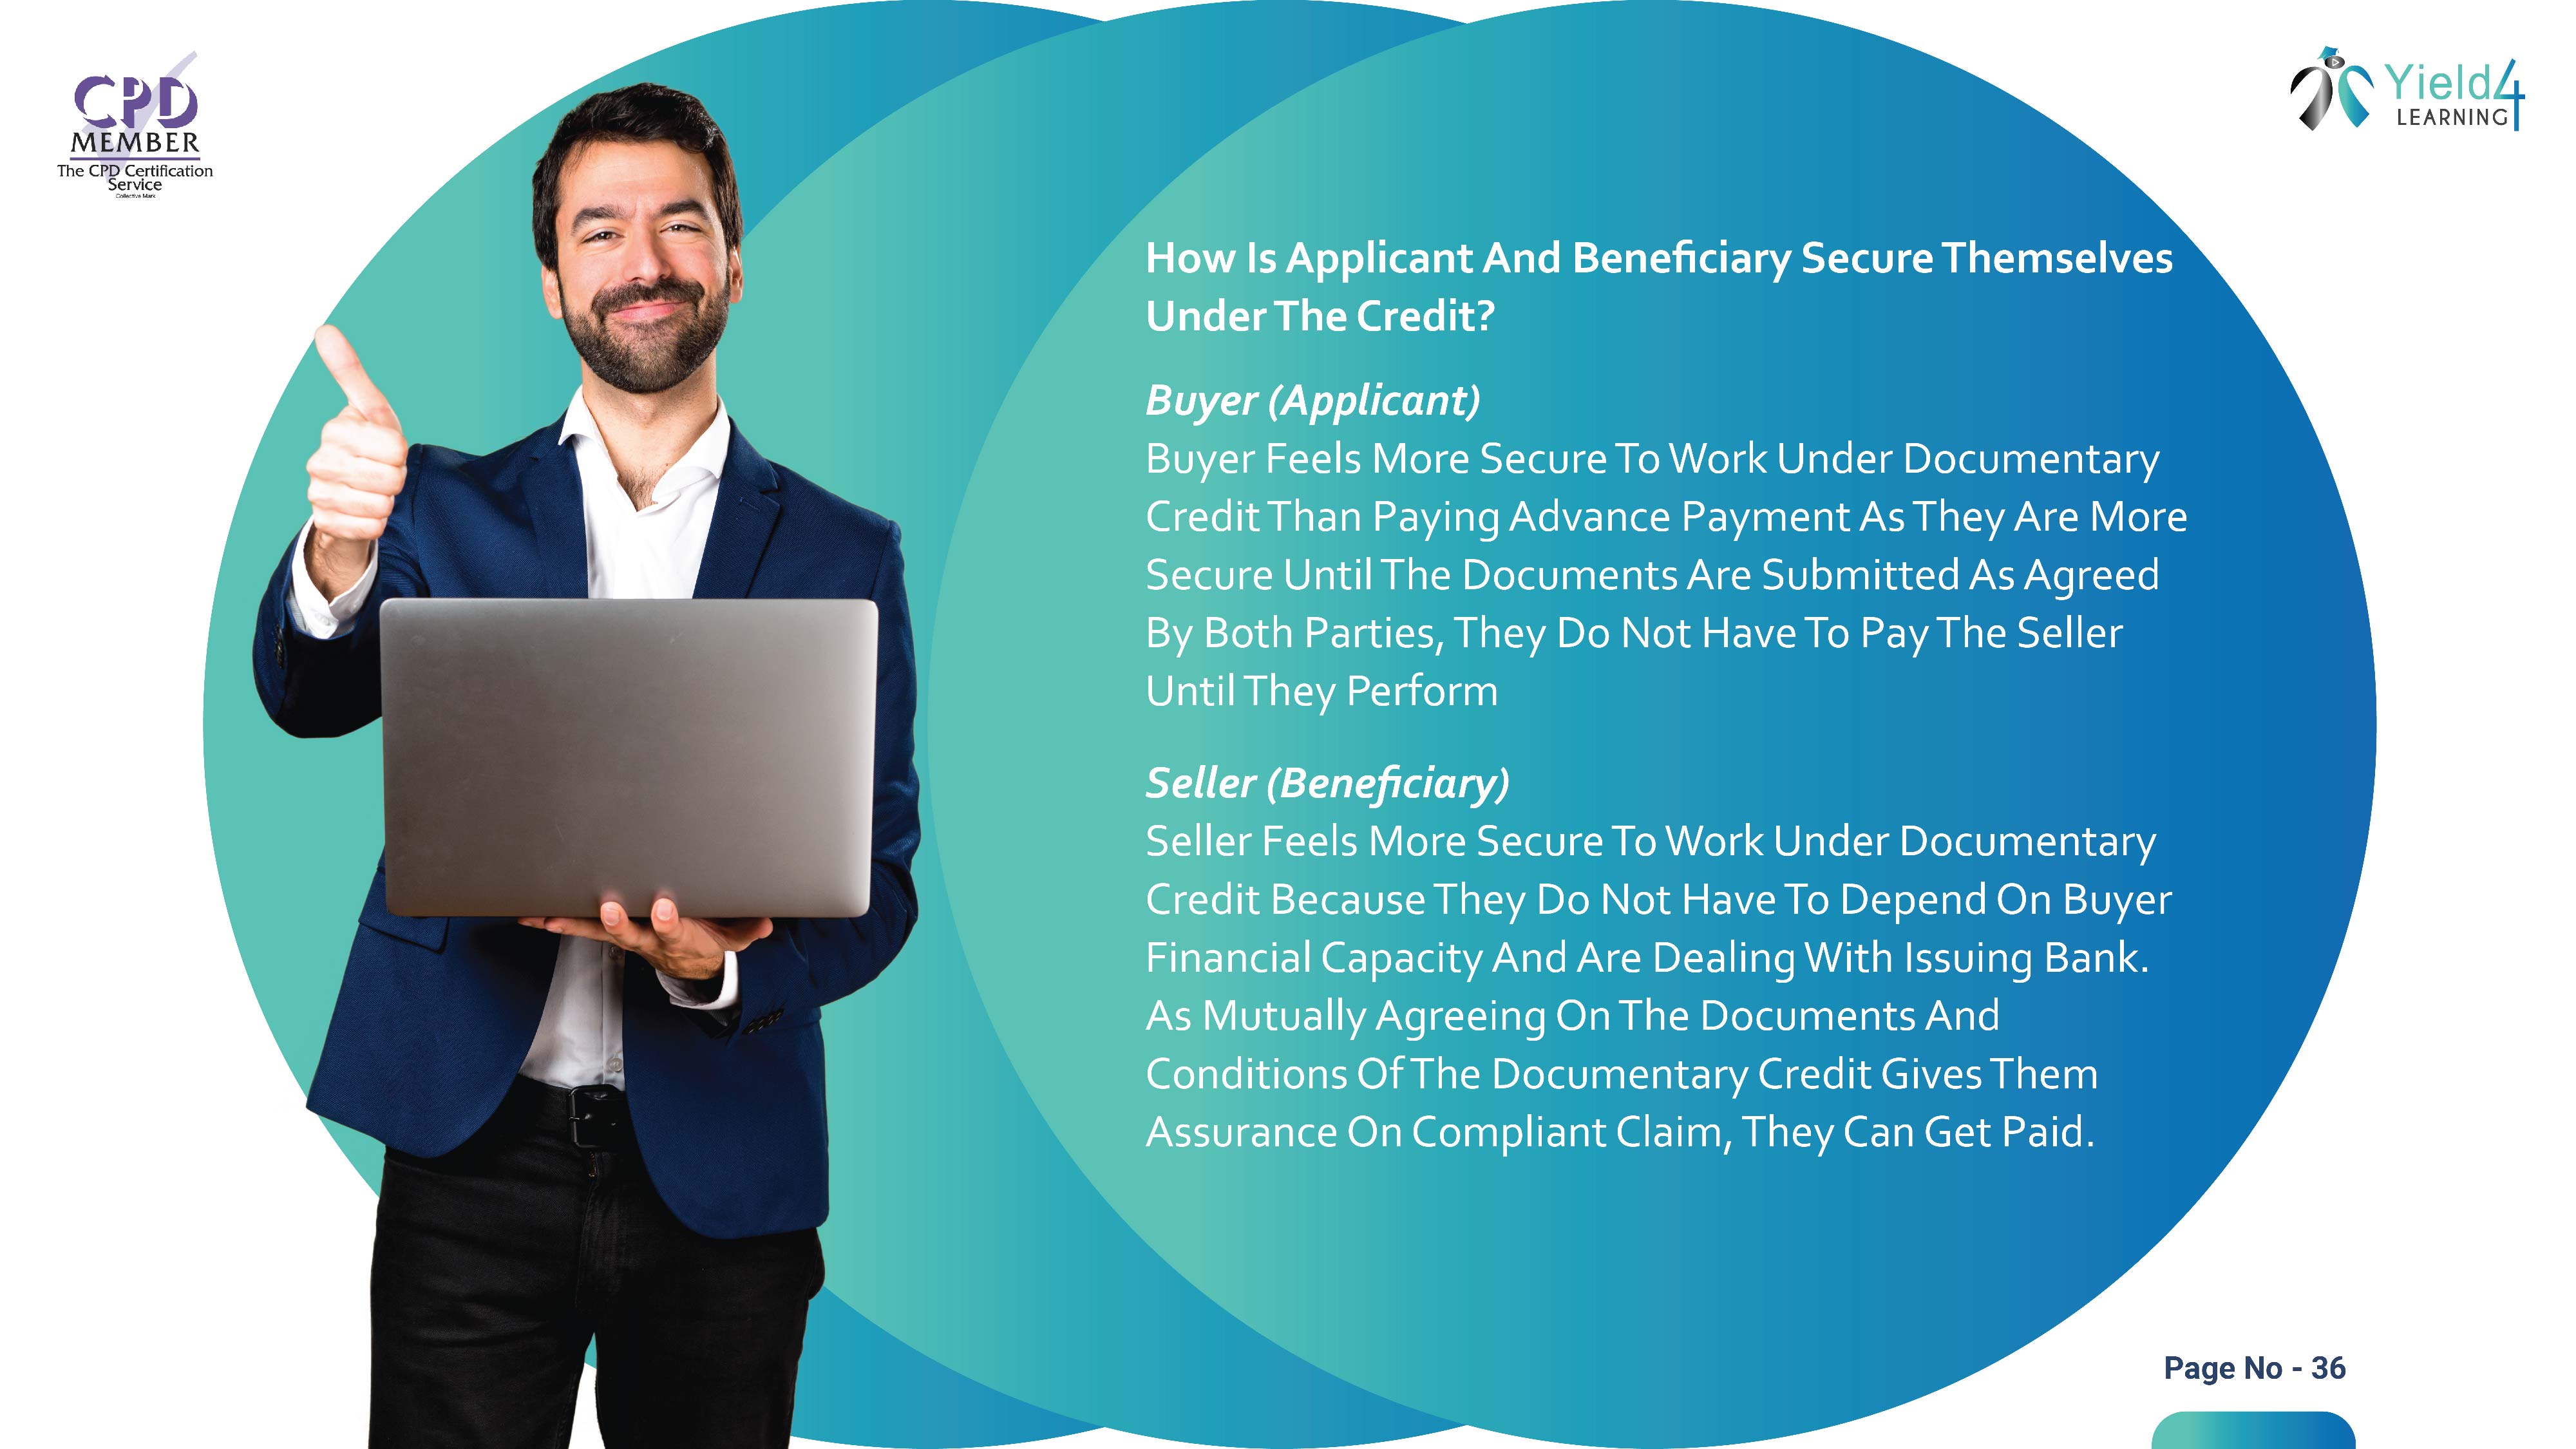 CPD
MEMBER
The CPD Certification
Service
Collective Mark
Yield4
LEARNING
How Is Applicant And Beneficiary Secure Themselves
Under The Credit?
Buyer (Applicant)
Buyer Feels More Secure To Work Under Documentary
Credit Than Paying Advance Payment As They Are More
Secure Until The Documents Are Submitted As Agreed
By Both Parties, They Do Not Have To Pay The Seller
Until They Perform
Seller (Beneficiary)
Seller Feels More Secure To Work Under Documentary
Credit Because They Do Not Have To Depend On Buyer
Financial Capacity And Are Dealing With Issuing Bank.
As Mutually Agreeing On The Documents And
Conditions Of The Documentary Credit Gives Them
Assurance On Compliant Claim, They Can Get Paid.
Page No - 36